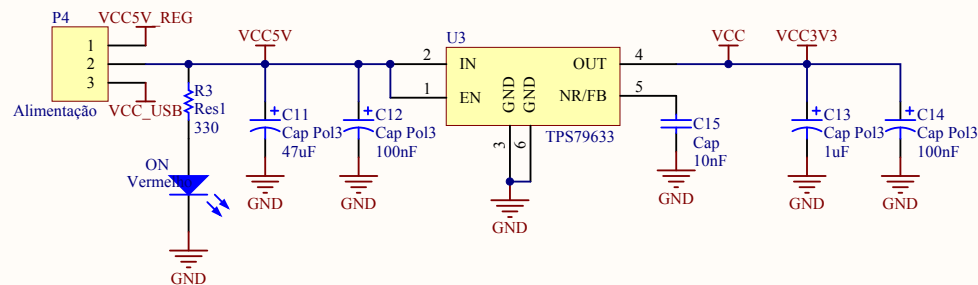 P4
VCC5V_REG
1
2
3
VCC_USB
Alimentação
R3
Res1
330
ON
Vermelho
GND
VCC5V
C11
Cap Pol3
47uF
GND
C12
Cap Pol3
100nF
GND
U3
2
IN
1
EN
GND
GND
3
6
OUT
4
NR/FB
5
TPS79633
GND
C15
Cap
10nF
GND
VCC
VCC3V3
C13
Cap Pol3
1uF
GND
C14
Cap Pol3
100nF
GND